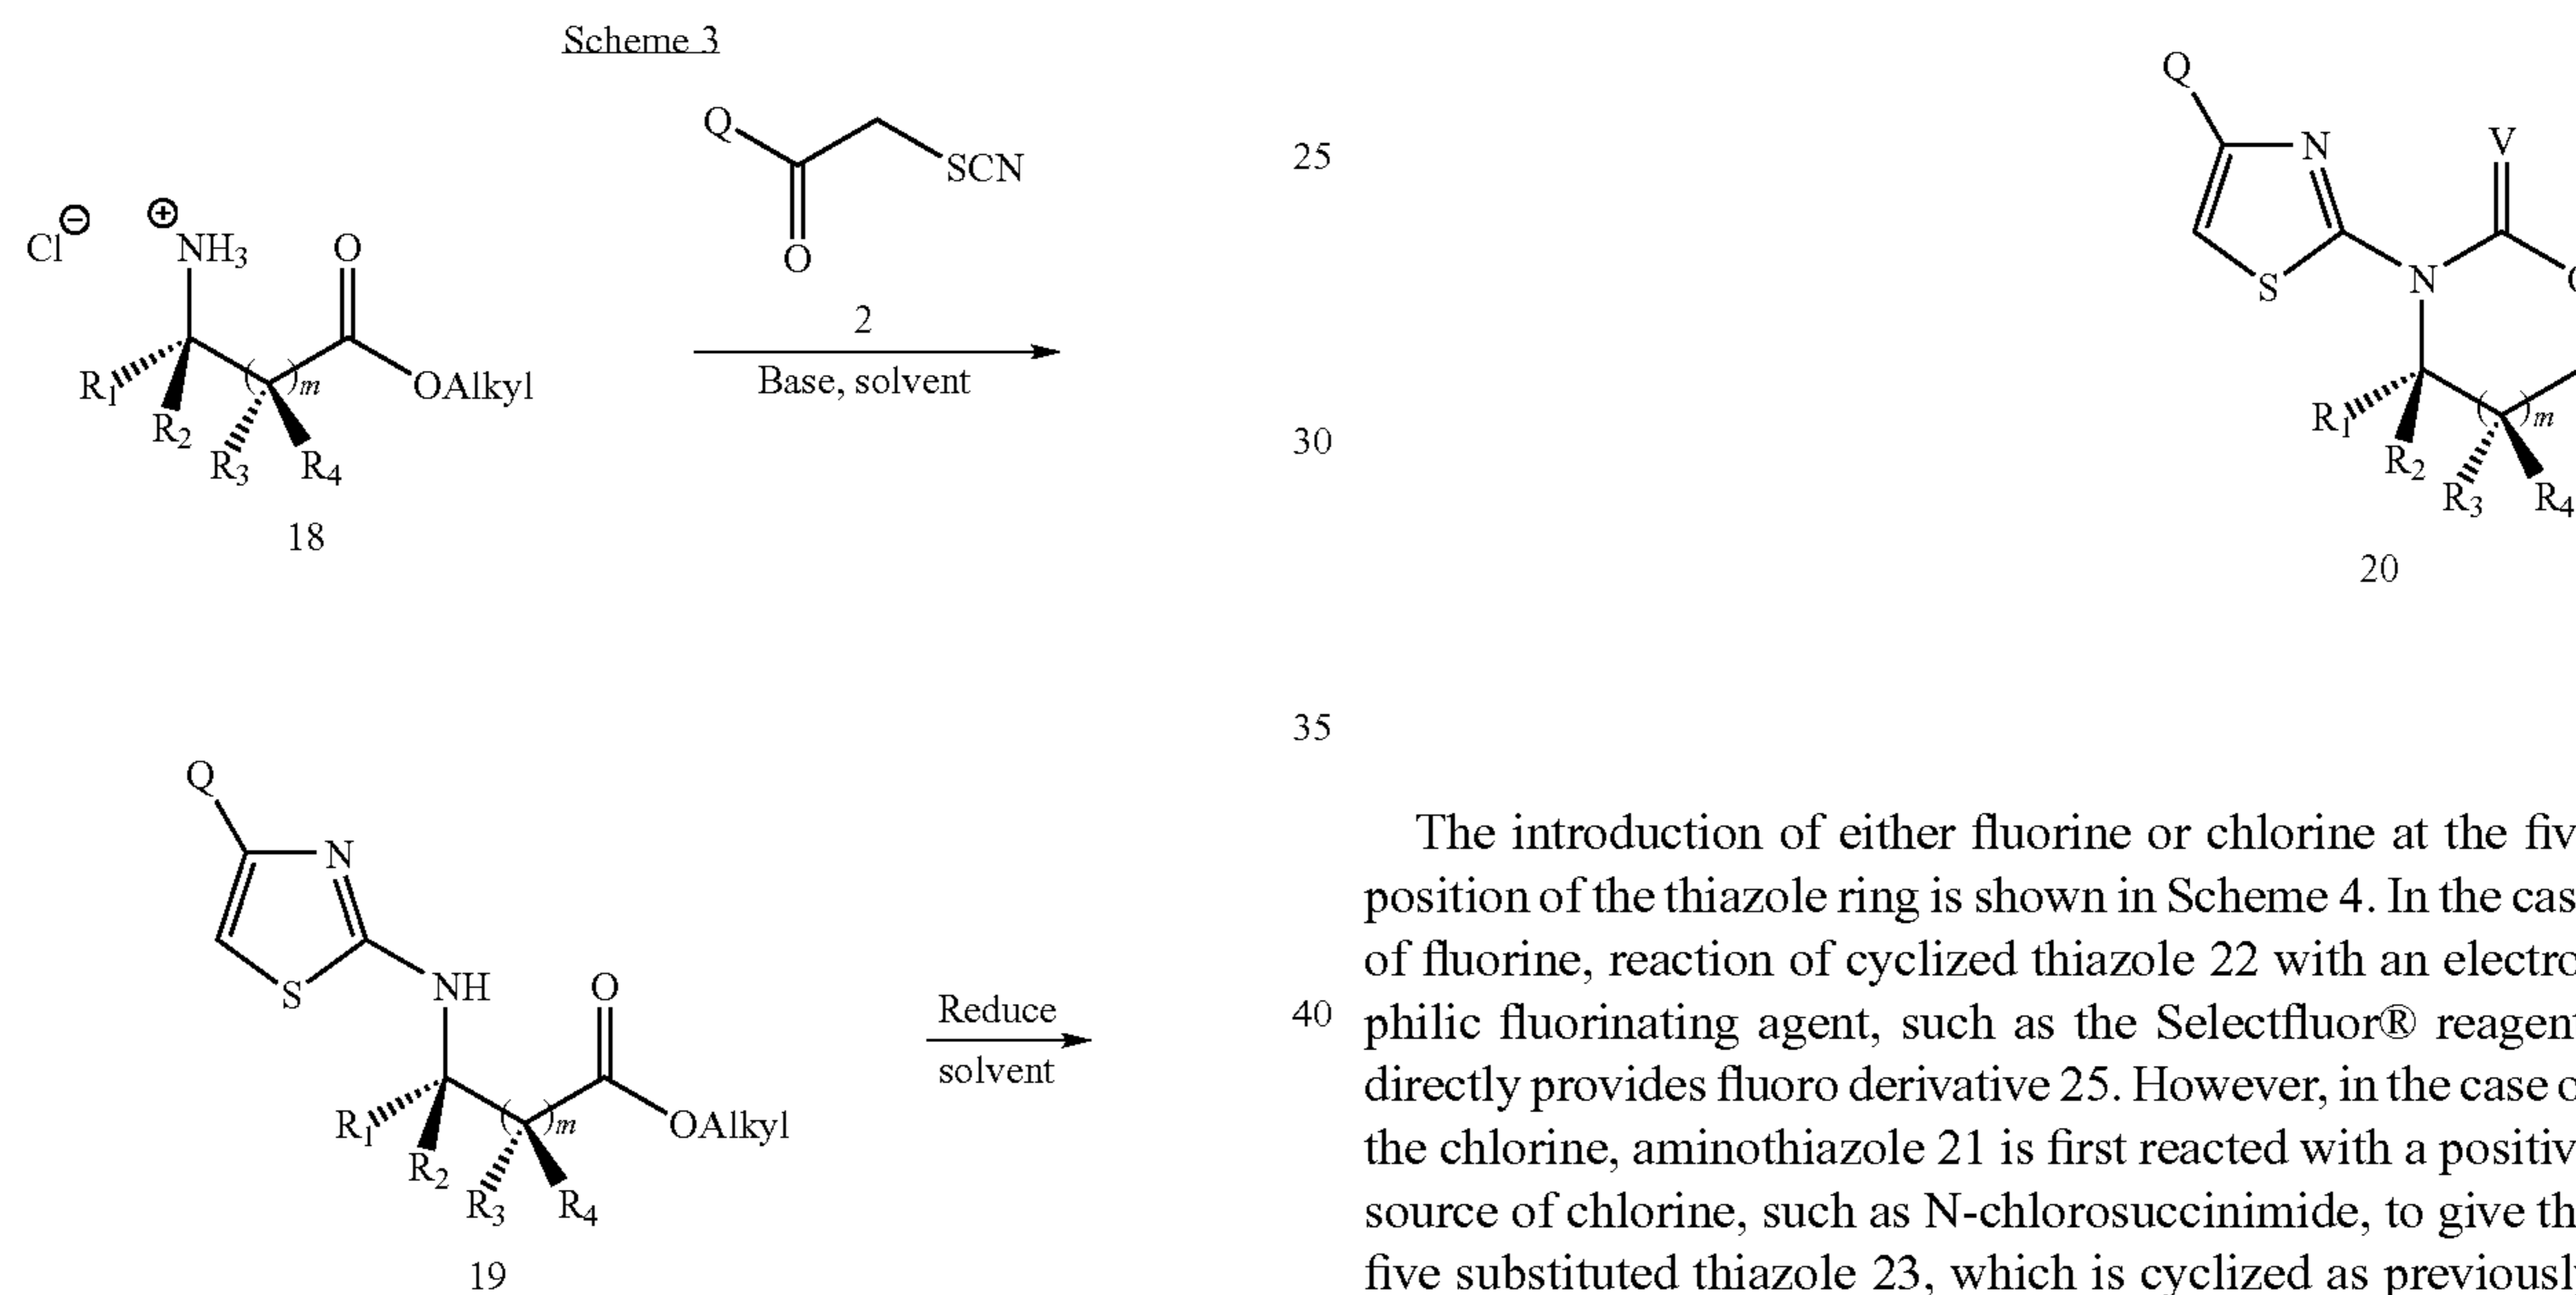 Scheme 3
Q
SCN
O
2
Base, solvent
Cl⊖
⊕
NH3
O
R1
R2
( )m
OAlkyl
R3
R4
18
Q
N
S
NH
O
R1
R2
( )m
OAlkyl
R3
R4
19
Reduce
solvent
25
30
35
40
Q
N
V
S
N
R1
R2
( )m
R3
R4
20
The introduction of either fluorine or chlorine at the fiv
position of the thiazole ring is shown in Scheme 4. In the cas
of fluorine, reaction of cyclized thiazole 22 with an electro
philic fluorinating agent, such as the Selectfluor® reagent
directly provides fluoro derivative 25. However, in the case o
the chlorine, aminothiazole 21 is first reacted with a positiv
source of chlorine, such as N-chlorosuccinimide, to give th
five substituted thiazole 23, which is cyclized as previously